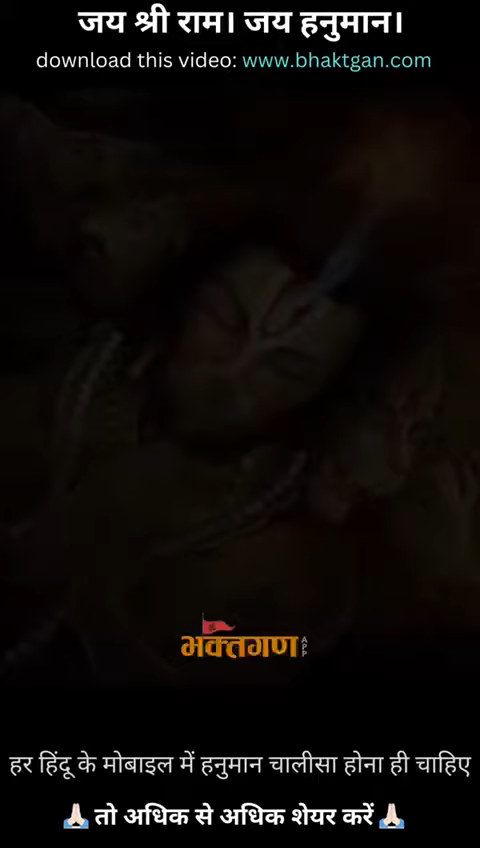 जय श्री राम। जय हनुमान।
download this video: www.bhaktgan.com
भक्तगण APP
हर हिंदू के मोबाइल में हनुमान चालीसा होना ही चाहिए
🙏🏻 तो अधिक से अधिक शेयर करें 🙏🏻